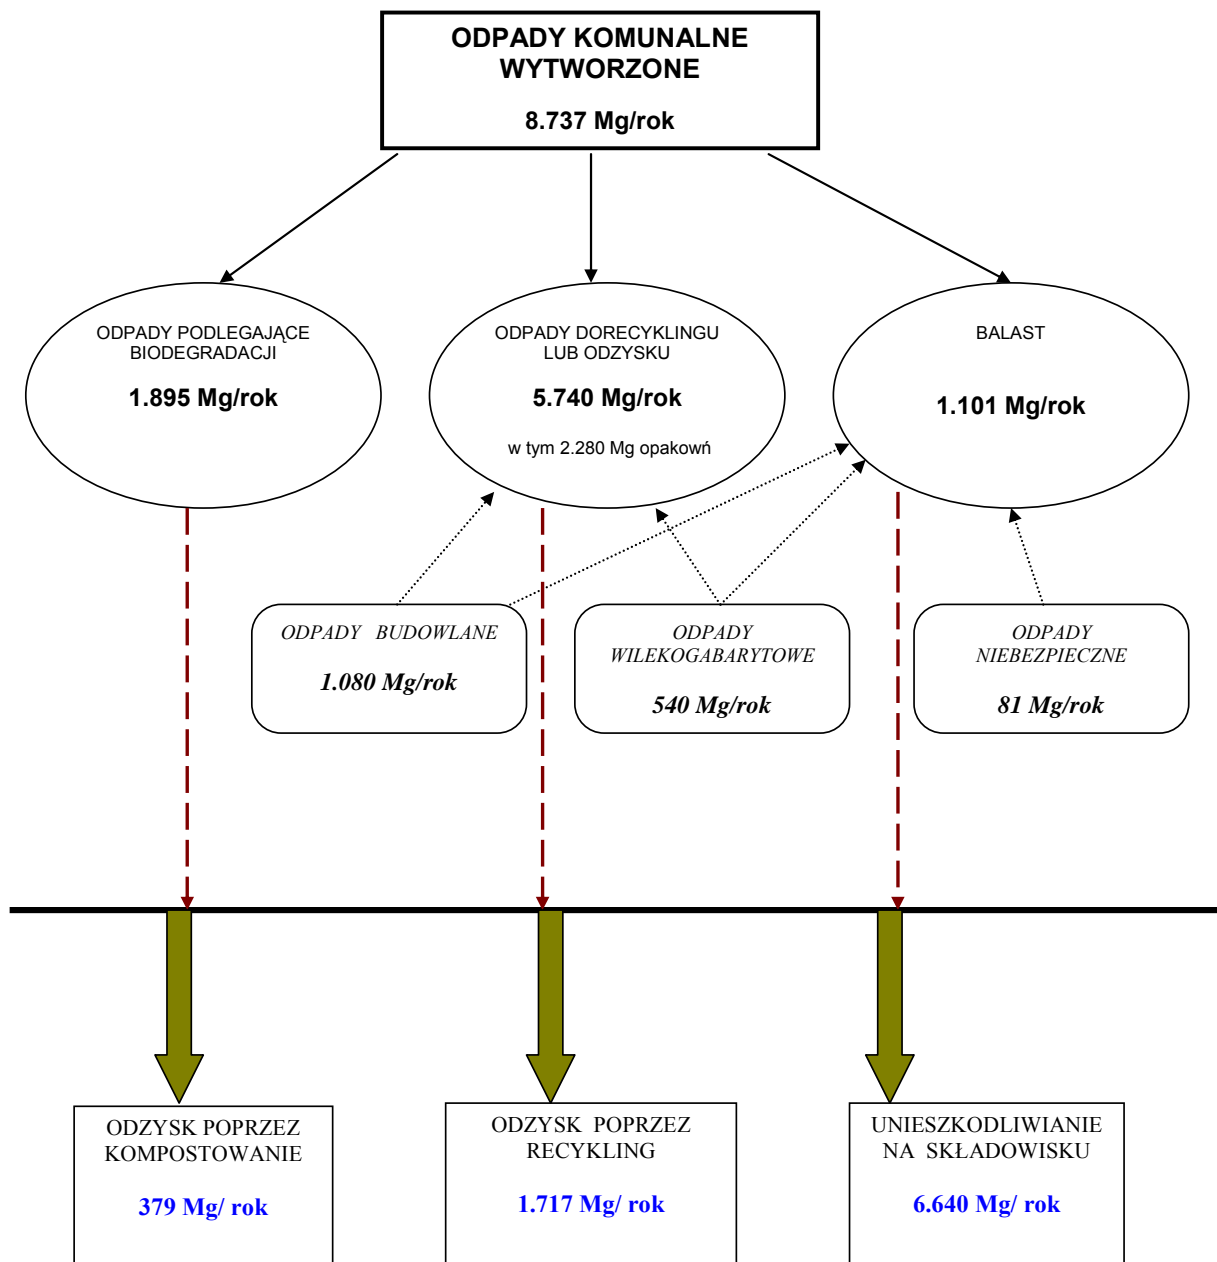 ODPADY KOMUNALNE
WYTWORZONE
8.737 Mg/rok
ODPADY PODLEGAJĄCE
BIODEGRADACJI
1.895 Mg/rok
ODPADY DORECYKLINGU
LUB ODZYSKU
5.740 Mg/rok
w tym 2.280 Mg opakowń
BALAST
1.101 Mg/rok
ODPADY BUDOWLANE
1.080 Mg/rok
ODPADY
WILEKOGABARYTOWE
540 Mg/rok
ODPADY
NIEBEZPIECZNE
81 Mg/rok
ODZYSK POPRZEZ
KOMPOSTOWANIE
379 Mg/ rok
ODZYSK POPRZEZ
RECYKLING
1.717 Mg/ rok
UNIESZKODLIWIANIE
NA SKŁADOWISKU
6.640 Mg/ rok